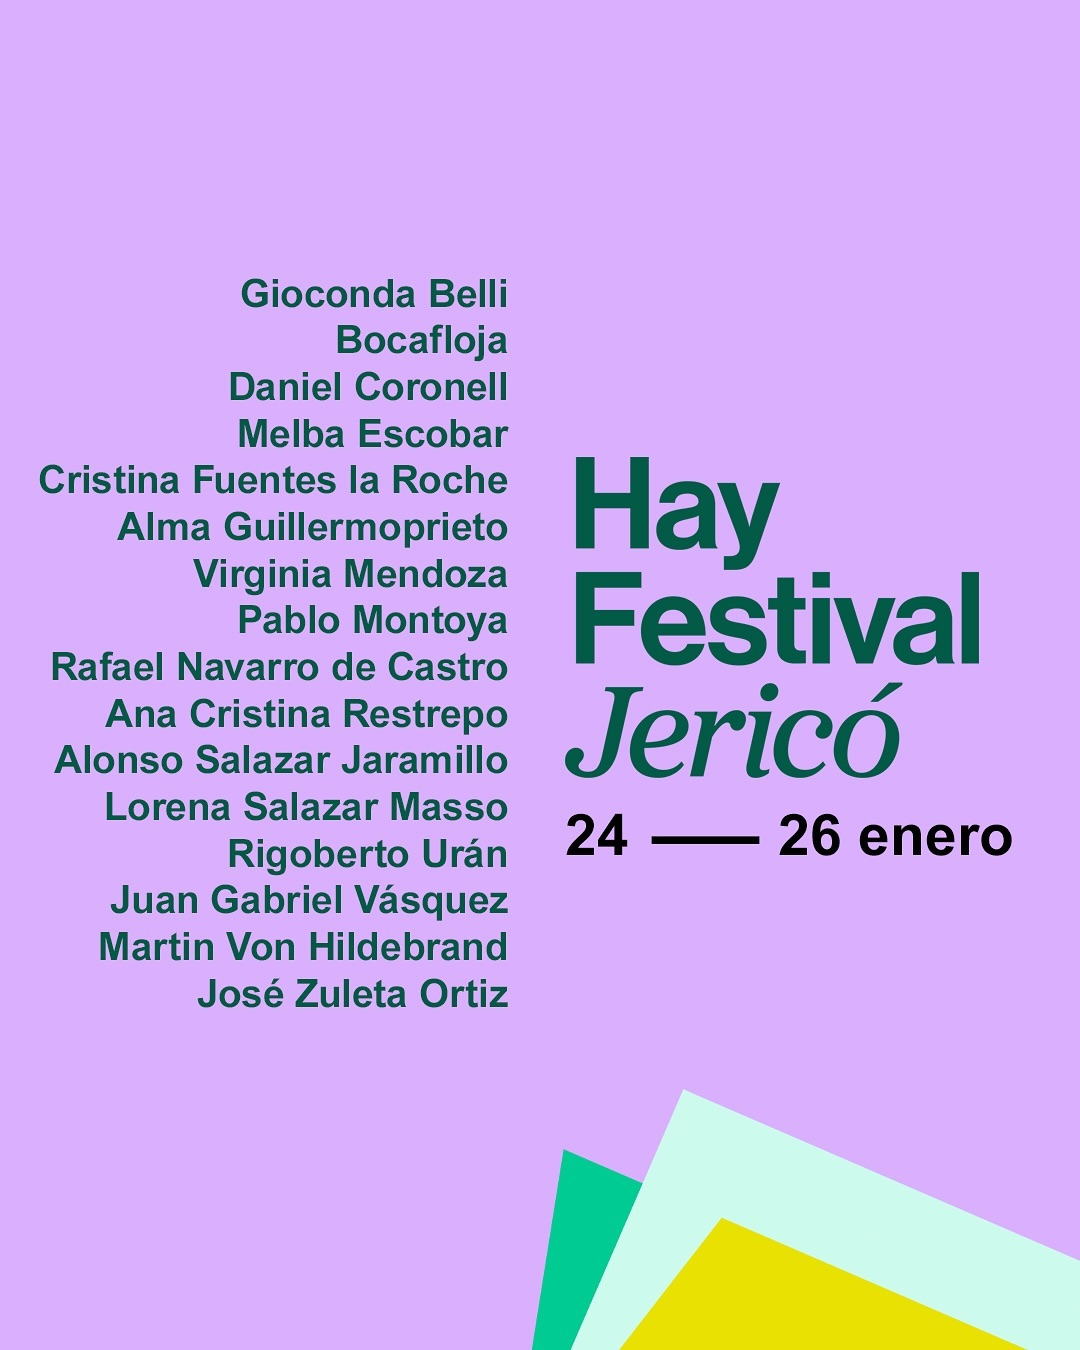 Gioconda Belli
Bocafloja
Daniel Coronell
Melba Escobar
Cristina Fuentes la Roche
Alma Guillermoprieto
Virginia Mendoza
Pablo Montoya
Rafael Navarro de Castro
Ana Cristina Restrepo
Alonso Salazar Jaramillo
Lorena Salazar Masso
Rigoberto Urán
Juan Gabriel Vásquez
Martin Von Hildebrand
José Zuleta Ortiz
Hay
Festival
Jericó
24 — 26 enero